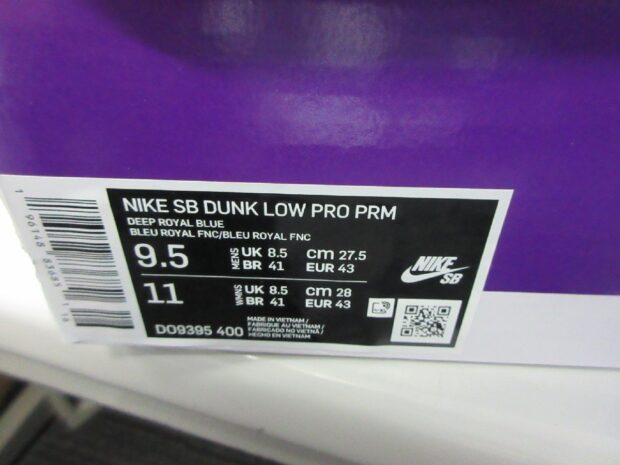 NIKE SB DUNK LOW PRO PRM
DEEP ROYAL BLUE
BLEU ROYAL FNC/BLEU ROYAL FNC
9.5 MENS UK 8.5 cm 27.5
BR 41 EUR 43
11 WMNS UK 8.5 cm 28
BR 41 EUR 43
NIKE
SB
DO9395 400
MADE IN VIETNAM /
FABRIQUE AU VIETNAM /
FABRICADO NO VIETNÃ /
HECHO EN VIETNAM